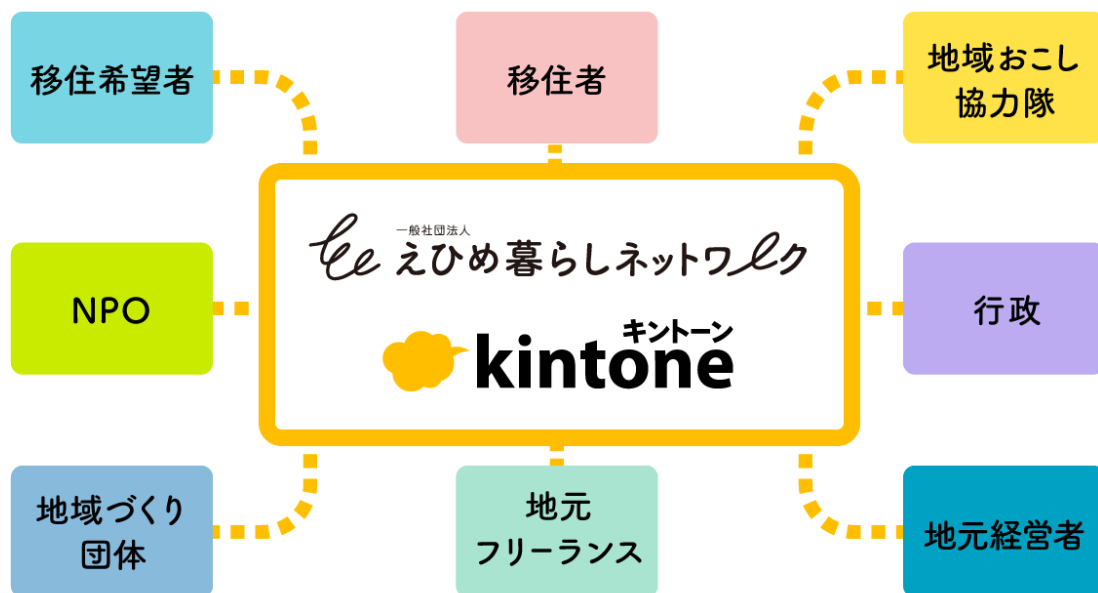 移住希望者
移住者
地域おこし
協力隊
一般社団法人
えひめ暮らしネットワーク
NPO
行政
キントーン
kintone
地域づくり
団体
地元
フリーランス
地元経営者